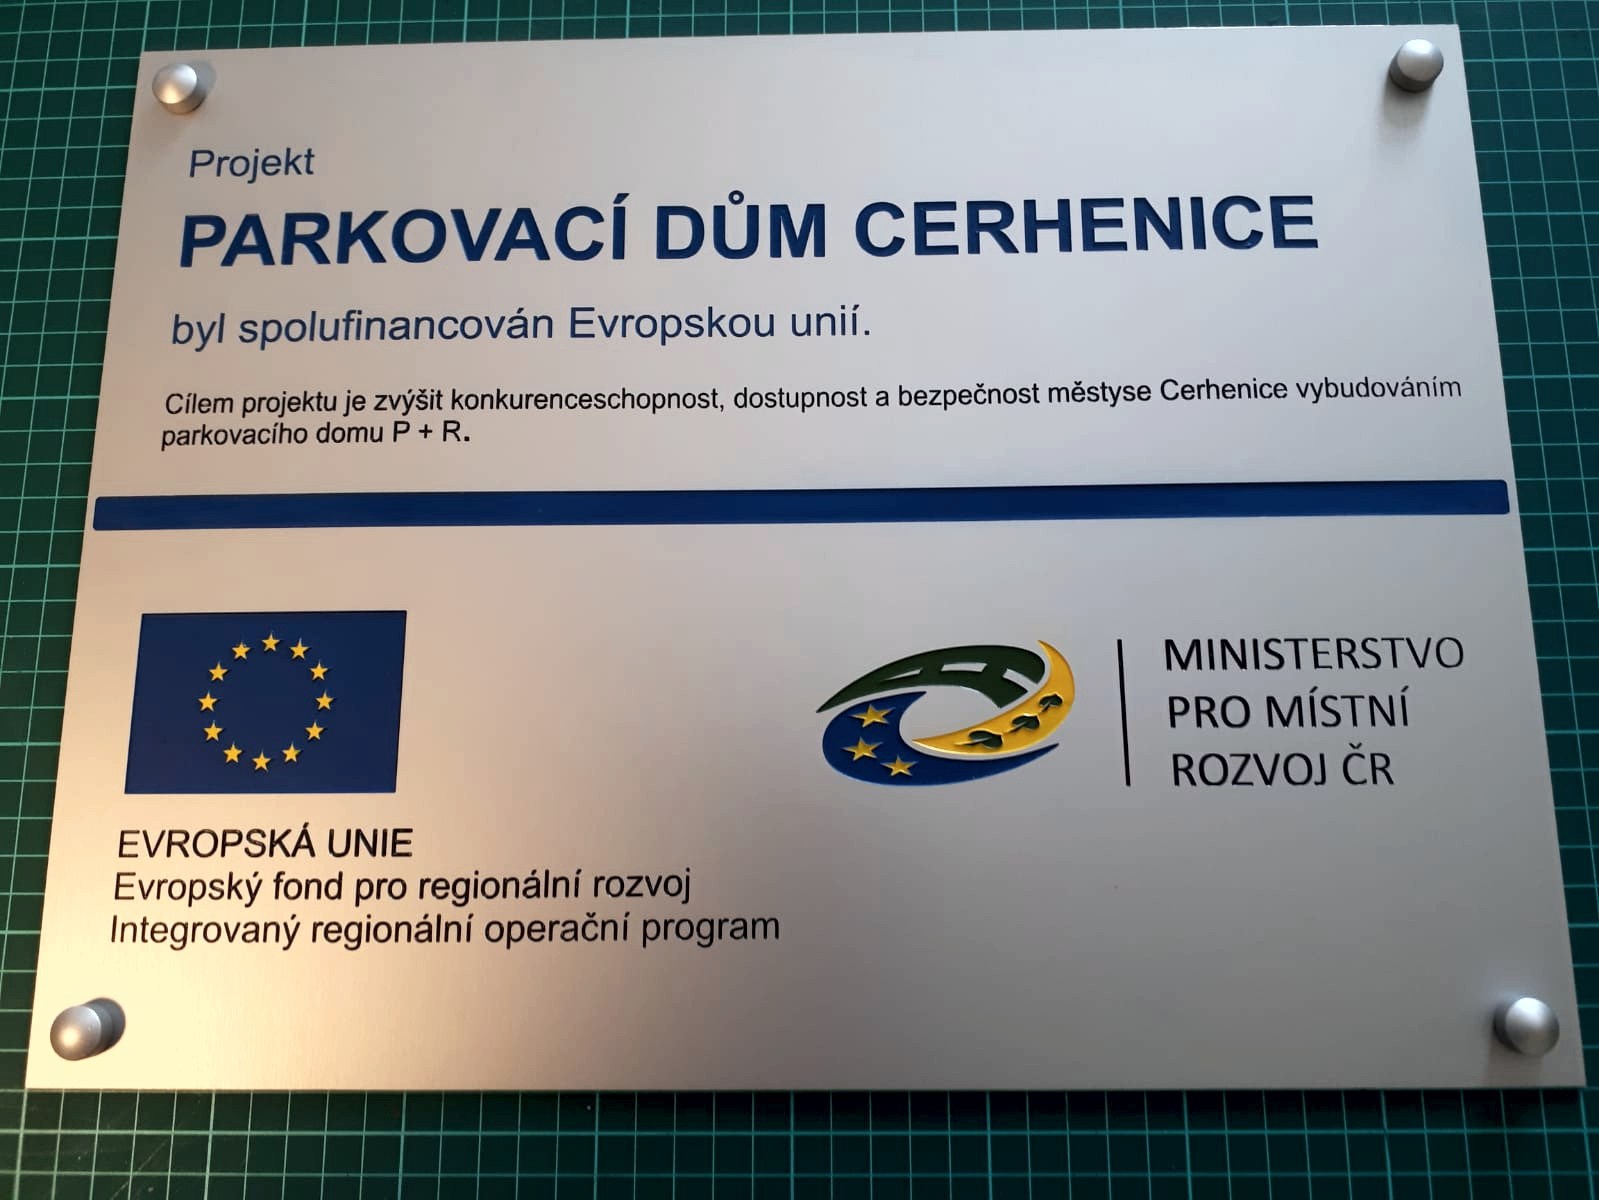 Projekt
PARKOVACÍ DŮM CERHENICE
byl spolufinancován Evropskou unií.
Cílem projektu je zvýšit konkurenceschopnost, dostupnost a bezpečnost městyse Cerhenice vybudováním
parkovacího domu P + R.
EVROPSKÁ UNIE
Evropský fond pro regionální rozvoj
Integrovaný regionální operační program
MINISTERSTVO
PRO MÍSTNÍ
ROZVOJ ČR